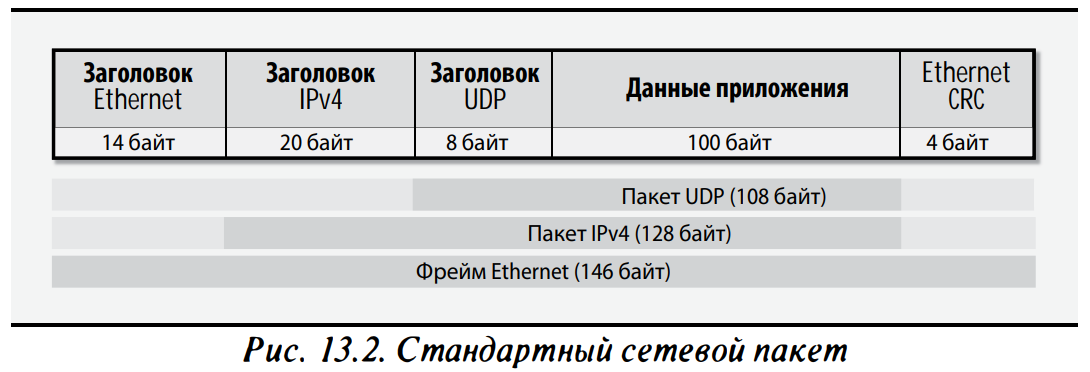 Заголовок Ethernet
Заголовок IPv4
Заголовок UDP
Данные приложения
Ethernet CRC
14 байт
20 байт
8 байт
100 байт
4 байт
Пакет UDP (108 байт)
Пакет IPv4 (128 байт)
Фрейм Ethernet (146 байт)
Рис. 13.2. Стандартный сетевой пакет